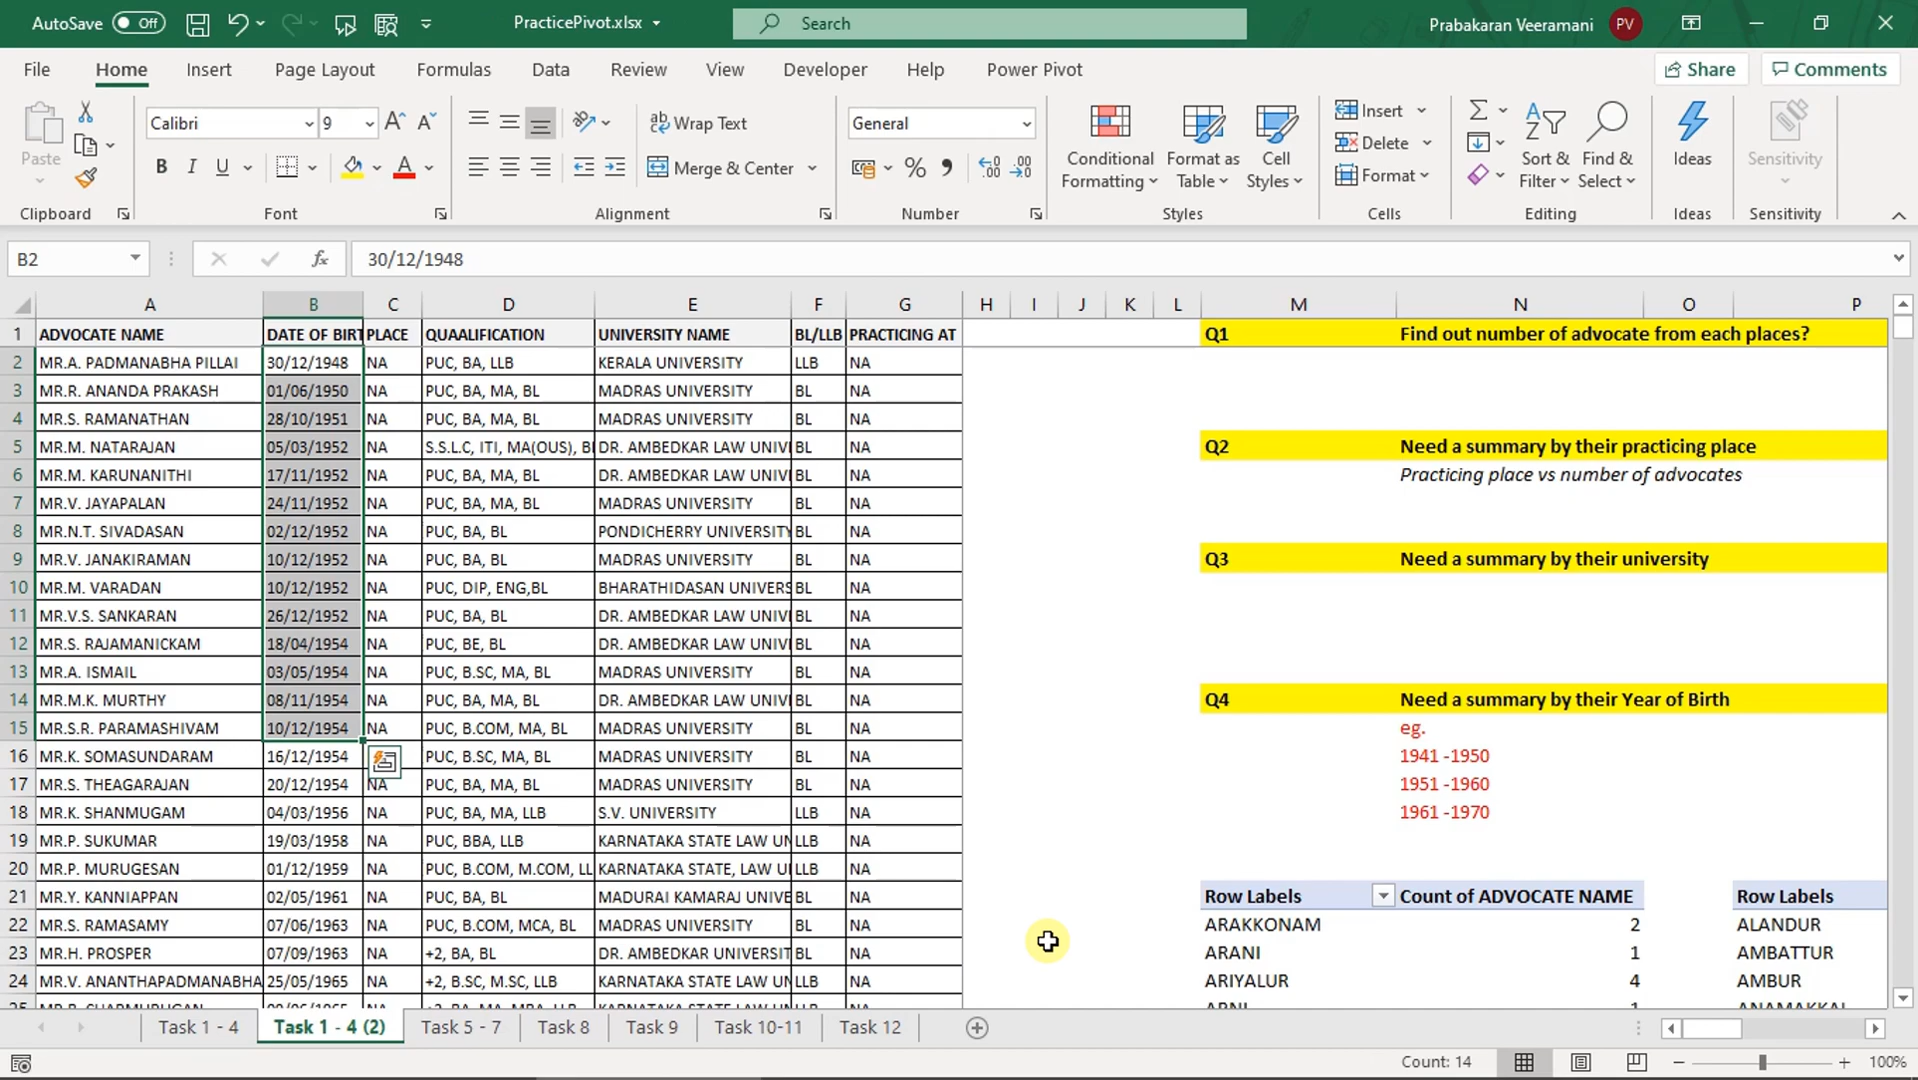 AutoSave Off PracticePivot.xlsx Search Prabakaran Veeramani PV
File Home Insert Page Layout Formulas Data Review View Developer Help Power Pivot Share Comments
Paste Calibri 9 Wrap Text General Conditional Formatting Format as Table Cell Styles Insert Sort & Filter Find & Select Ideas Sensitivity
B I U Merge & Center % Delete
Format
Clipboard Font Alignment Number Styles Cells Editing Ideas Sensitivity
B2 fx 30/12/1948
A B C D E F G H I J K L M N O P
1 ADVOCATE NAME DATE OF BIRT PLACE QUAALIFICATION UNIVERSITY NAME BL/LLB PRACTICING AT Q1 Find out number of advocate from each places?
2 MR.A. PADMANABHA PILLAI 30/12/1948 NA PUC, BA, LLB KERALA UNIVERSITY LLB NA
3 MR.R. ANANDA PRAKASH 01/06/1950 NA PUC, BA, MA, BL MADRAS UNIVERSITY BL NA
4 MR.S. RAMANATHAN 28/10/1951 NA PUC, BA, MA, BL MADRAS UNIVERSITY BL NA
5 MR.M. NATARAJAN 05/03/1952 NA S.S.L.C, ITI, MA(OUS), B DR. AMBEDKAR LAW UNIV BL NA Q2 Need a summary by their practicing place
6 MR.M. KARUNANITHI 17/11/1952 NA PUC, BA, MA, BL DR. AMBEDKAR LAW UNIV BL NA Practicing place vs number of advocates
7 MR.V. JAYAPALAN 24/11/1952 NA PUC, BA, MA, BL MADRAS UNIVERSITY BL NA
8 MR.N.T. SIVADASAN 02/12/1952 NA PUC, BA, BL PONDICHERRY UNIVERSITY BL NA
9 MR.V. JANAKIRAMAN 10/12/1952 NA PUC, BA, BL MADRAS UNIVERSITY BL NA Q3 Need a summary by their university
10 MR.M. VARADAN 10/12/1952 NA PUC, DIP, ENG,BL BHARATHIDASAN UNIVERS BL NA
11 MR.V.S. SANKARAN 26/12/1952 NA PUC, BA, BL DR. AMBEDKAR LAW UNIV BL NA
12 MR.S. RAJAMANICKAM 18/04/1954 NA PUC, BE, BL DR. AMBEDKAR LAW UNIV BL NA
13 MR.A. ISMAIL 03/05/1954 NA PUC, B.SC, MA, BL MADRAS UNIVERSITY BL NA
14 MR.M.K. MURTHY 08/11/1954 NA PUC, BA, MA, BL DR. AMBEDKAR LAW UNIV BL NA Q4 Need a summary by their Year of Birth
15 MR.S.R. PARAMASHIVAM 10/12/1954 NA PUC, B.COM, MA, BL MADRAS UNIVERSITY BL NA eg.
16 MR.K. SOMASUNDARAM 16/12/1954 PUC, B.SC, MA, BL MADRAS UNIVERSITY BL NA 1941 -1950
17 MR.S. THEAGARAJAN 20/12/1954 NA PUC, BA, MA, BL MADRAS UNIVERSITY BL NA 1951 -1960
18 MR.K. SHANMUGAM 04/03/1956 NA PUC, BA, MA, LLB S.V. UNIVERSITY LLB NA 1961 -1970
19 MR.P. SUKUMAR 19/03/1958 NA PUC, BBA, LLB KARNATAKA STATE LAW UN LLB NA
20 MR.P. MURUGESAN 01/12/1959 NA PUC, B.COM, M.COM, LL KARNATAKA STATE, LAW U LLB NA
21 MR.Y. KANNIAPPAN 02/05/1961 NA PUC, BA, BL MADURAI KAMARAJ UNIVE BL NA Row Labels Count of ADVOCATE NAME Row Labels
22 MR.S. RAMASAMY 07/06/1963 NA PUC, B.COM, MCA, BL MADRAS UNIVERSITY BL NA ARAKKONAM 2 ALANDUR
23 MR.H. PROSPER 07/09/1963 NA +2, BA, BL DR. AMBEDKAR UNIVERSIT BL NA ARANI 1 AMBATTUR
24 MR.V. ANANTHAPADMANABHA 25/05/1965 NA +2, B.SC, M.SC, LLB KARNATAKA STATE LAW U LLB NA ARIYALUR 4 AMBUR
Task 1 - 4 Task 1 - 4 (2) Task 5 - 7 Task 8 Task 9 Task 10-11 Task 12
Count: 14 100%